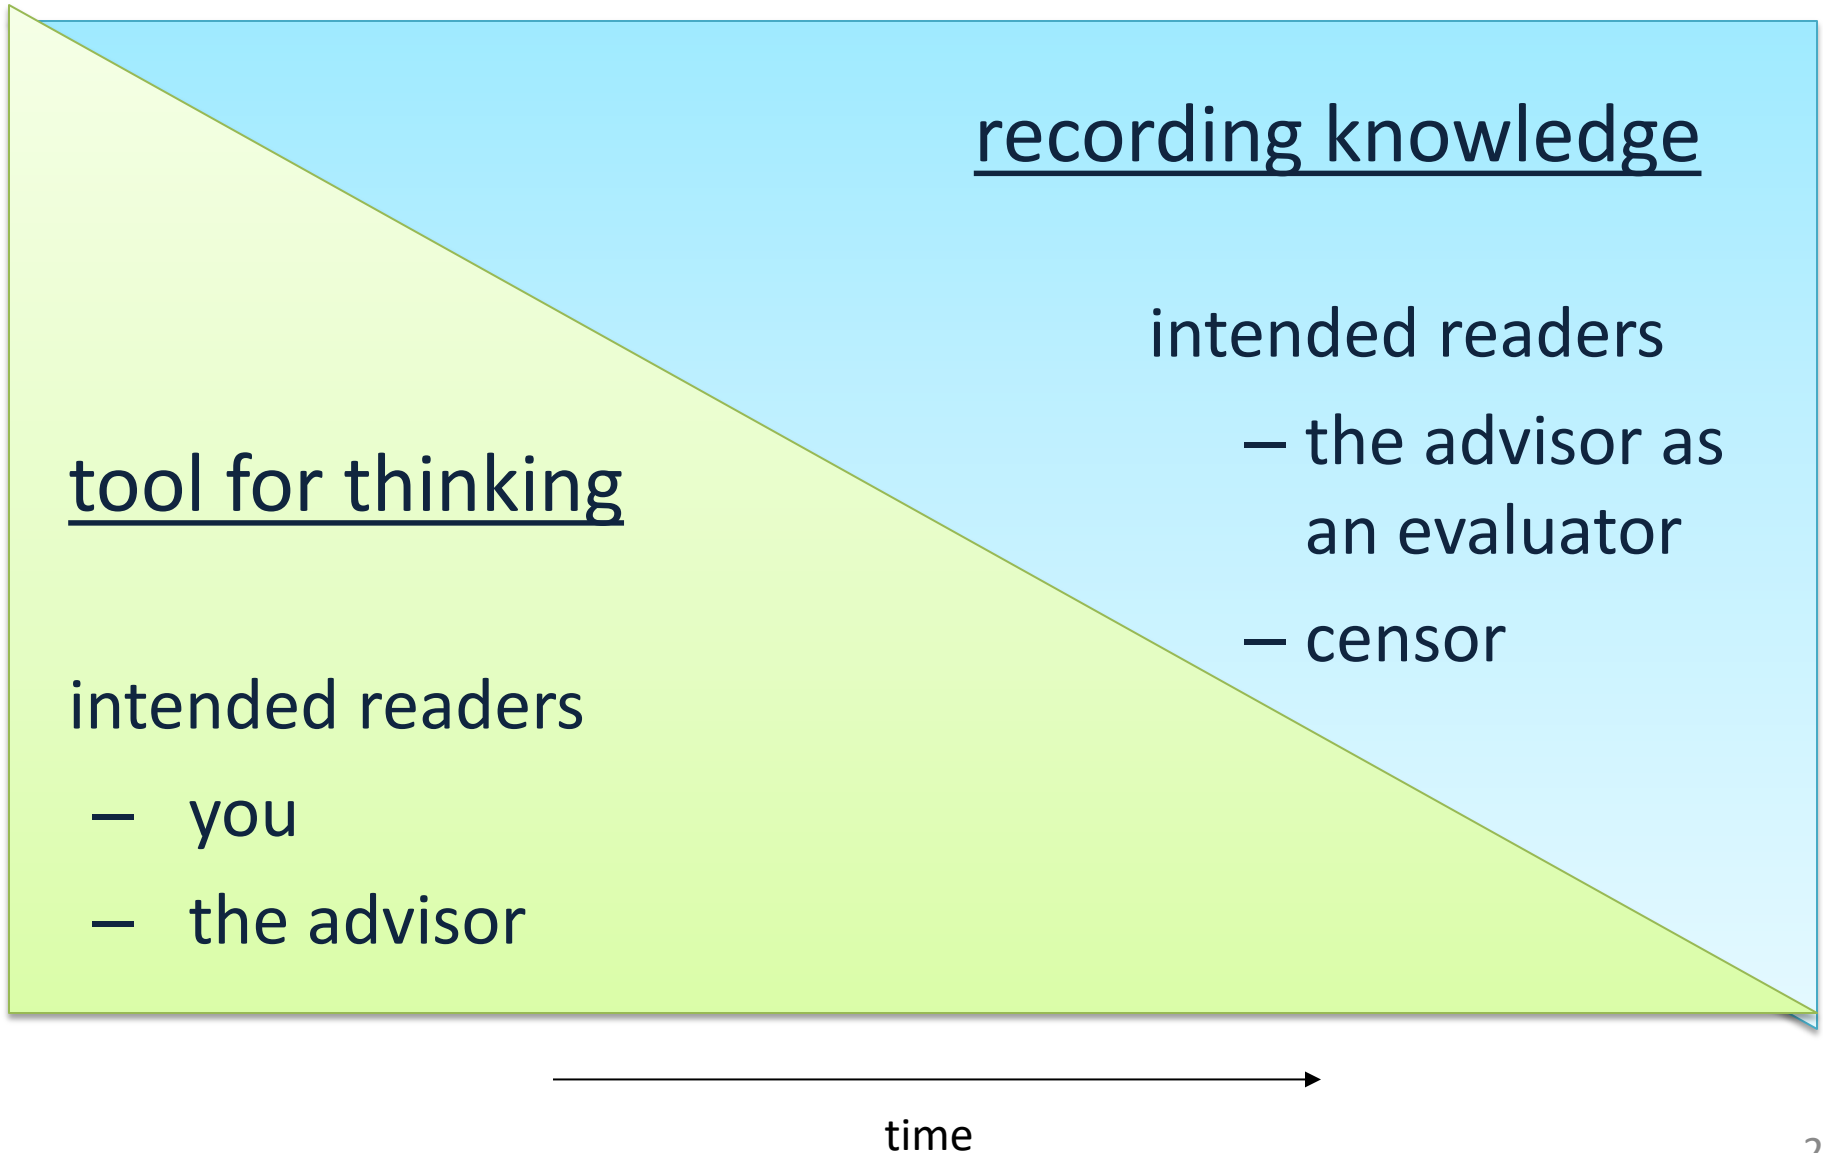 recording knowledge
intended readers
– the advisor as
an evaluator
– censor
tool for thinking
intended readers
– you
– the advisor
time
2